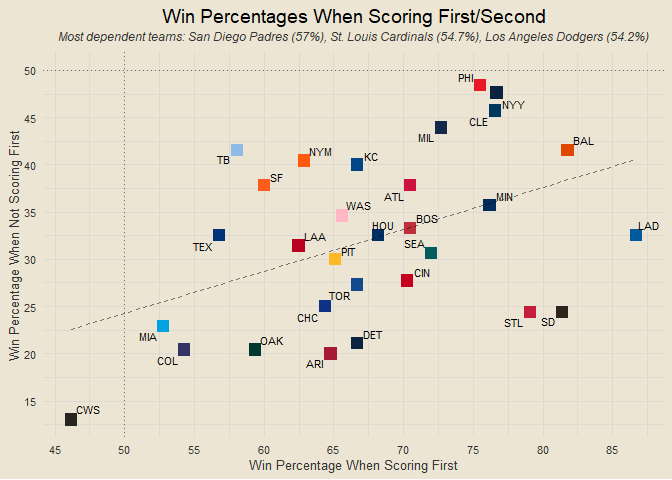 Win Percentages When Scoring First/Second
Most dependent teams: San Diego Padres (57%), St. Louis Cardinals (54.7%), Los Angeles Dodgers (54.2%)
Win Percentage When Not Scoring First
50
45
40
35
30
25
20
15
PHI
NYY
CLE
MIL
BAL
TB
NYM
KC
SF
ATL
MIN
WAS
BOS
HOU
LAD
TEX
LAA
SEA
PIT
CIN
TOR
CHC
STL
SD
MIA
OAK
DET
COL
ARI
CWS
45 50 55 60 65 70 75 80 85
Win Percentage When Scoring First